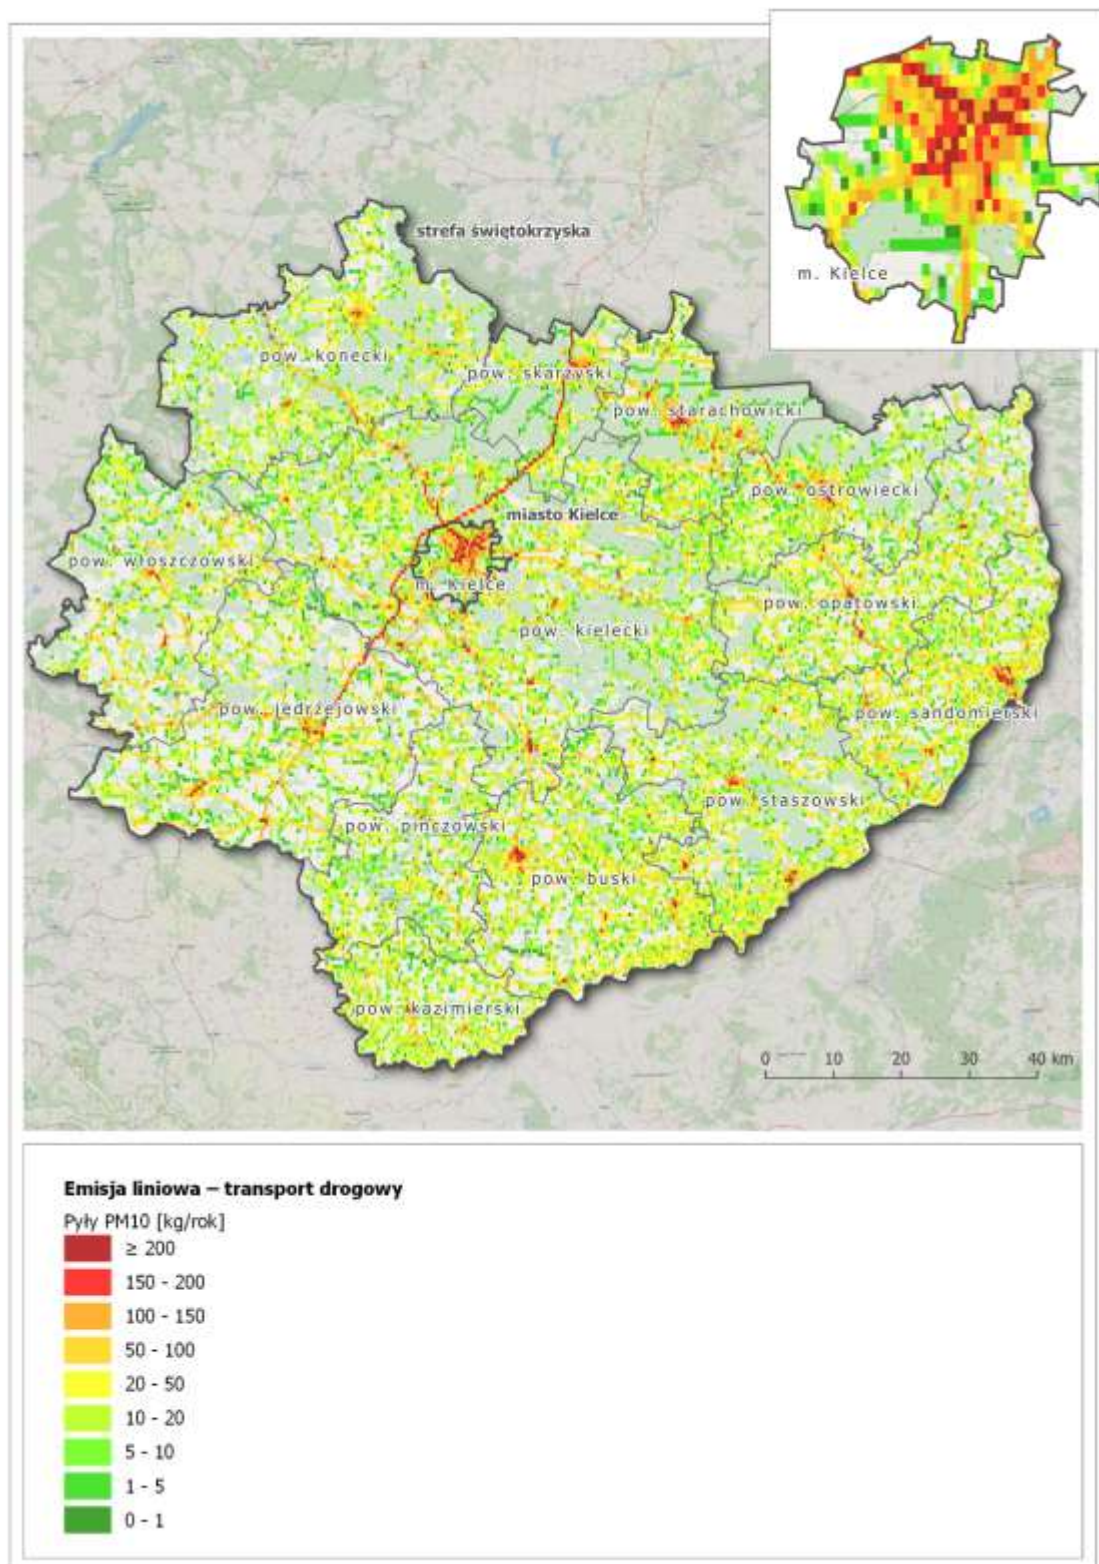 m. Kielce
strefa świętokrzyska
pow. konecki
pow. skarżyski
pow. starachowicki
pow. ostrowiecki
miasto Kielce
pow. włoszczowski
m. Kielce
pow. opatowski
pow. kielecki
pow. jędrzejowski
pow. sandomierski
pow. staszowski
pow. pińczowski
pow. buski
pow. kazimierski
0 10 20 30 40 km
Emisja liniowa – transport drogowy
Pyły PM10 [kg/rok]
≥ 200
150 - 200
100 - 150
50 - 100
20 - 50
10 - 20
5 - 10
1 - 5
0 - 1